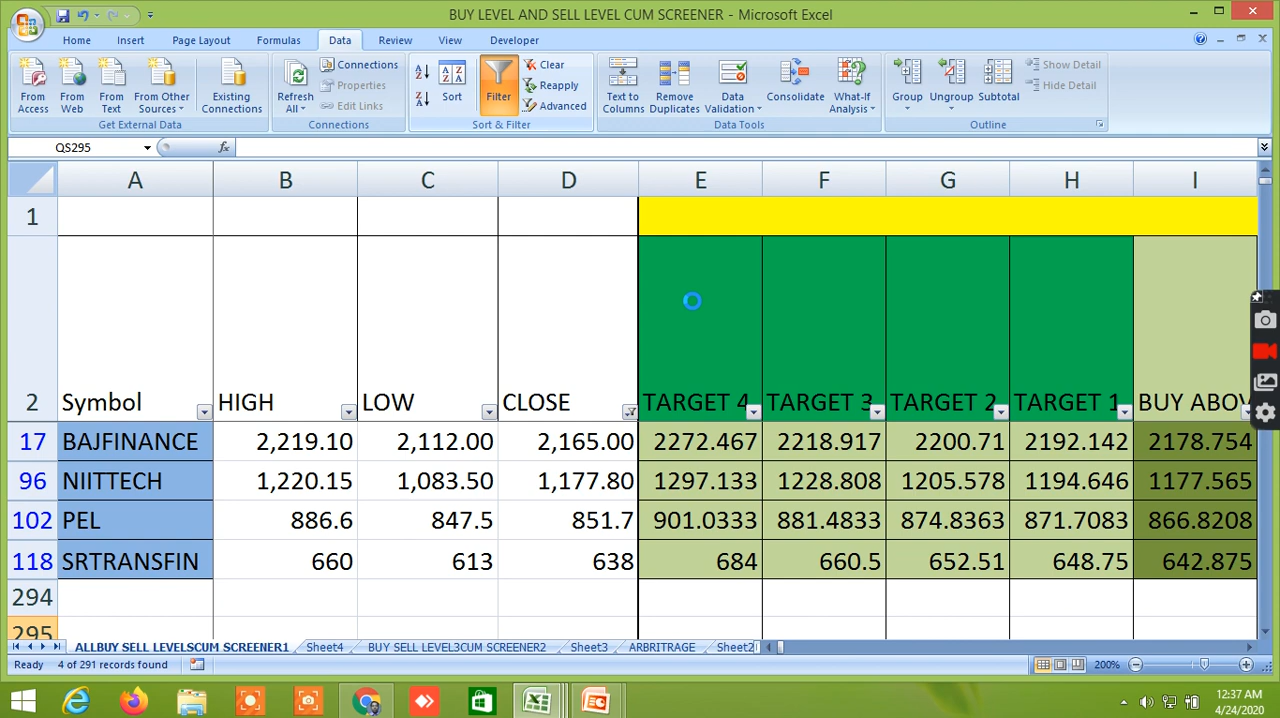 BUY LEVEL AND SELL LEVEL CUM SCREENER - Microsoft Excel
Home Insert Page Layout Formulas Data Review View Developer
From Access
From Web
From Text
From Other Sources
Existing Connections
Get External Data
Refresh All
Connections
Properties
Edit Links
Connections
Sort
Filter
Clear
Reapply
Advanced
Sort & Filter
Text to Columns
Remove Duplicates
Data Validation
Consolidate
What-If Analysis
Data Tools
Group
Ungroup
Subtotal
Show Detail
Hide Detail
Outline
QS295 fx
A B C D E F G H I
1
2 Symbol HIGH LOW CLOSE TARGET 4 TARGET 3 TARGET 2 TARGET 1 BUY ABOV
17 BAJFINANCE 2,219.10 2,112.00 2,165.00 2272.467 2218.917 2200.71 2192.142 2178.754
96 NIITTECH 1,220.15 1,083.50 1,177.80 1297.133 1228.808 1205.578 1194.646 1177.565
102 PEL 886.6 847.5 851.7 901.0333 881.4833 874.8363 871.7083 866.8208
118 SRTRANSFIN 660 613 638 684 660.5 652.51 648.75 642.875
294
295
ALLBUY SELL LEVELSCUM SCREENER1 Sheet4 BUY SELL LEVEL3CUM SCREENER2 Sheet3 ARBRITRAGE Sheet2
Ready 4 of 291 records found 200%
12:37 AM
4/24/2020